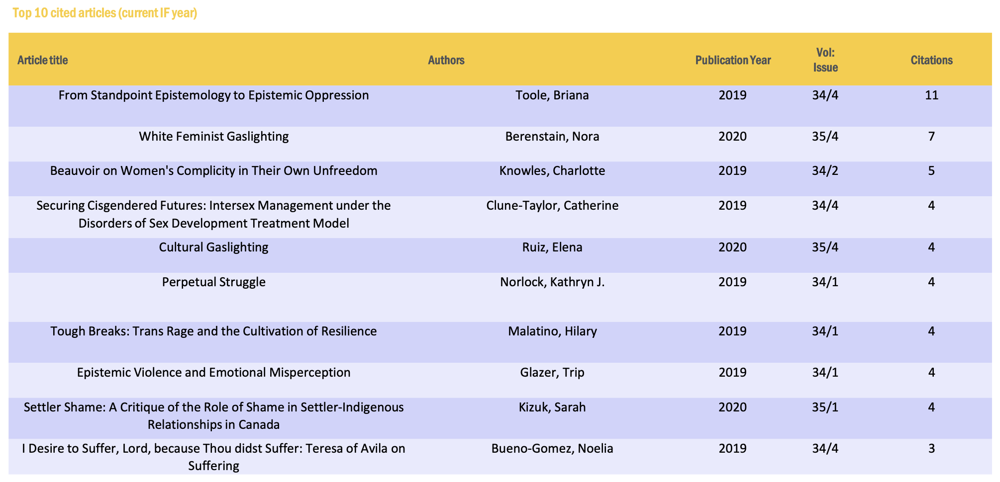 Top 10 cited articles (current IF year)
Article title Authors Publication Year Vol: Issue Citations
From Standpoint Epistemology to Epistemic Oppression Toole, Briana 2019 34/4 11
White Feminist Gaslighting Berenstain, Nora 2020 35/4 7
Beauvoir on Women's Complicity in Their Own Unfreedom Knowles, Charlotte 2019 34/2 5
Securing Cisgendered Futures: Intersex Management under the Clune-Taylor, Catherine 2019 34/4 4
Disorders of Sex Development Treatment Model
Cultural Gaslighting Ruiz, Elena 2020 35/4 4
Perpetual Struggle Norlock, Kathryn J. 2019 34/1 4
Tough Breaks: Trans Rage and the Cultivation of Resilience Malatino, Hilary 2019 34/1 4
Epistemic Violence and Emotional Misperception Glazer, Trip 2019 34/1 4
Settler Shame: A Critique of the Role of Shame in Settler-Indigenous Kizuk, Sarah 2020 35/1 4
Relationships in Canada
I Desire to Suffer, Lord, because Thou didst Suffer: Teresa of Avila on Bueno-Gomez, Noelia 2019 34/4 3
Suffering